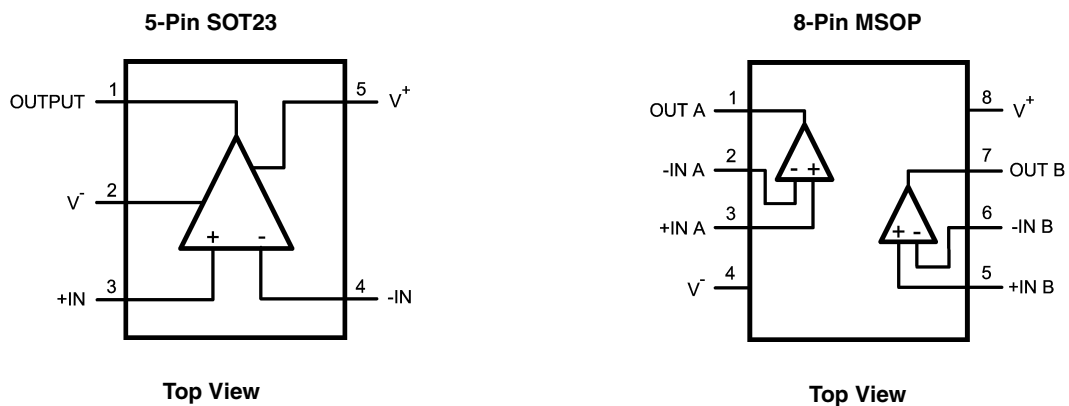 5-Pin SOT23
OUTPUT 1
5 V+
V- 2
+ -
+IN 3
4 -IN
Top View
8-Pin MSOP
OUT A 1
8 V+
-IN A 2
- +
7 OUT B
+IN A 3
6 -IN B
+ -
V- 4
5 +IN B
Top View